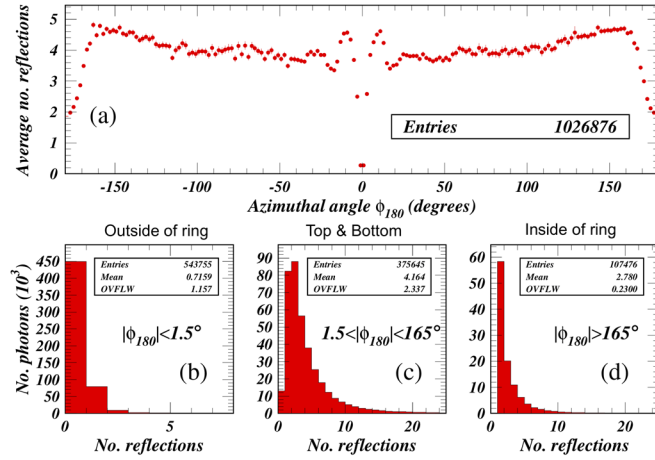 Average no. reflections
5
4
3
2
1
0
(a)
Entries 1026876
-150 -100 -50 0 50 100 150
Azimuthal angle ϕ180 (degrees)
Outside of ring
Top & Bottom
Inside of ring
No. photons (10³)
450
400
350
300
250
200
150
100
50
0
Entries 543755
Mean 0.7159
OVFLW 1.157
|ϕ180|<1.5°
(b)
0 5
No. reflections
90
80
70
60
50
40
30
20
10
0
Entries 375645
Mean 4.164
OVFLW 2.337
1.5<|ϕ180|<165°
(c)
0 10 20
No. reflections
60
50
40
30
20
10
0
Entries 107476
Mean 2.780
OVFLW 0.2300
|ϕ180|>165°
(d)
0 10 20
No. reflections